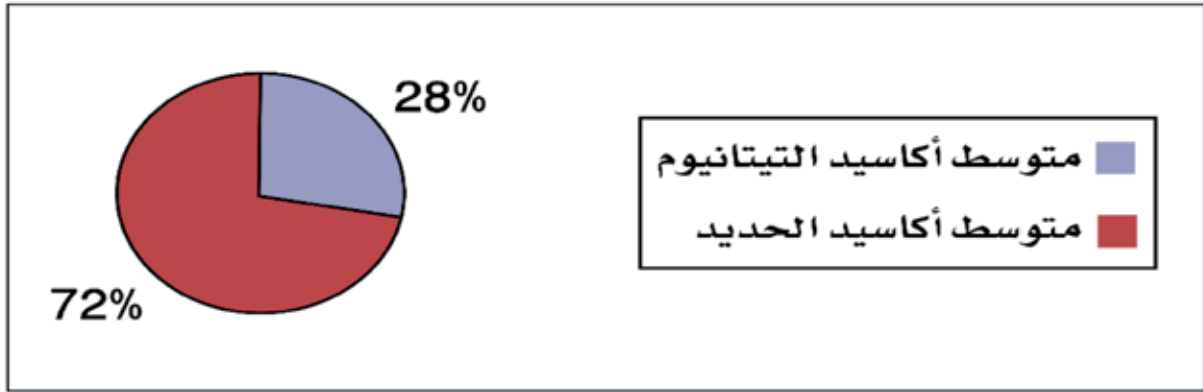 28%
متوسط أكاسيد التيتانيوم
متوسط أكاسيد الحديد
72%